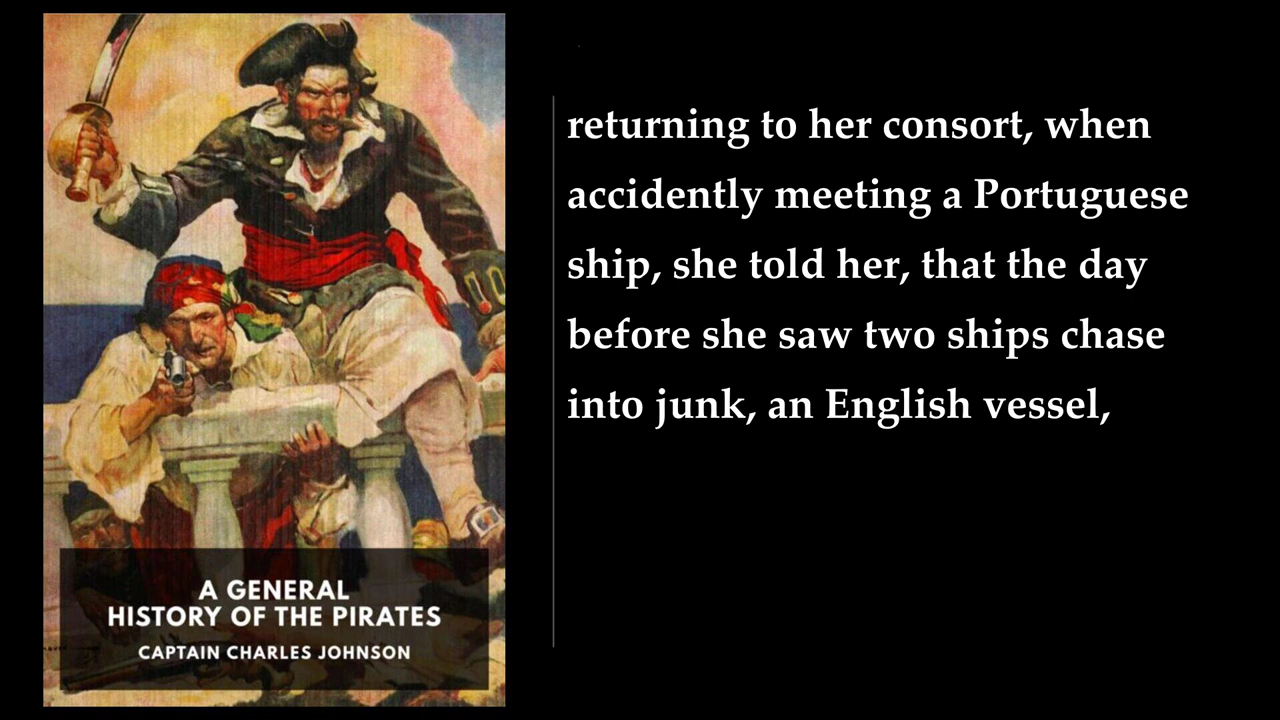 A GENERAL
HISTORY OF THE PIRATES
CAPTAIN CHARLES JOHNSON
returning to her consort, when
accidently meeting a Portuguese
ship, she told her, that the day
before she saw two ships chase
into junk, an English vessel,